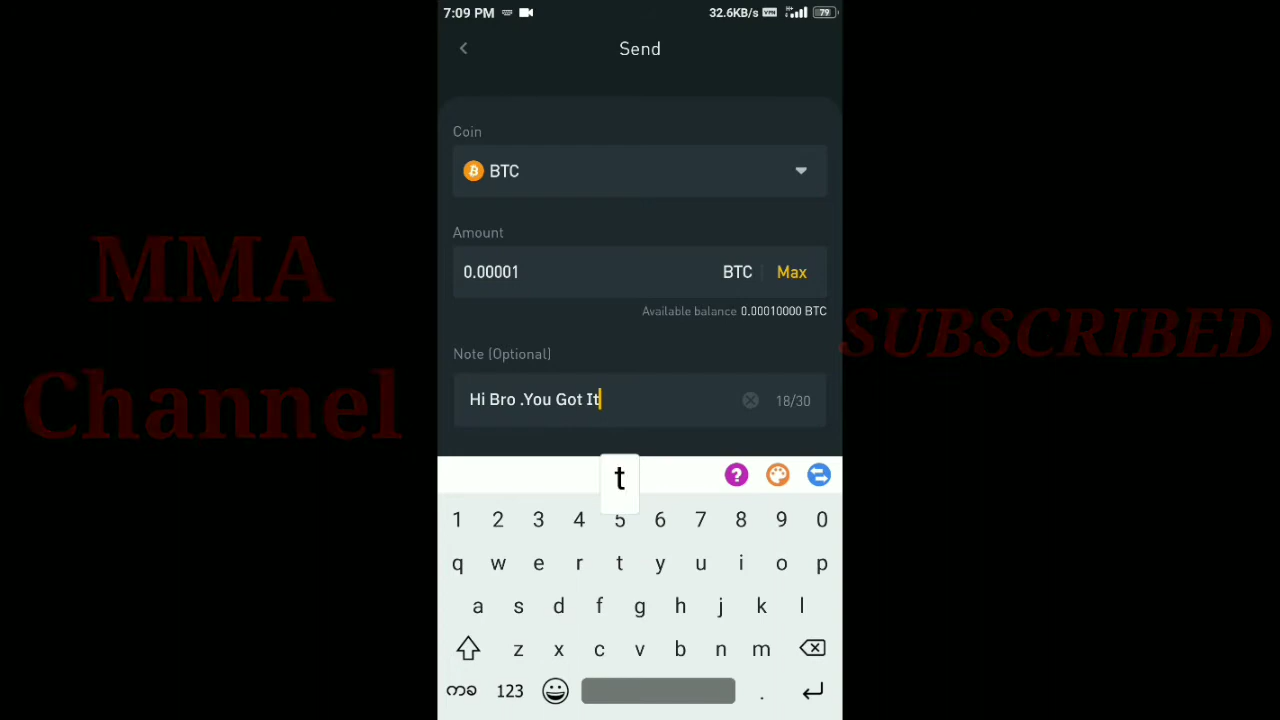 7:09 PM
32.6KB/s VPN 79
Send
Coin
BTC
Amount
0.00001 BTC Max
Available balance 0.00010000 BTC
Note (Optional)
Hi Bro .You Got It 18/30
MMA
Channel
SUBSCRIBED
t
?
1 2 3 4 5 6 7 8 9 0
q w e r t y u i o p
a s d f g h j k l
z x c v b n m
ကခ 123 .